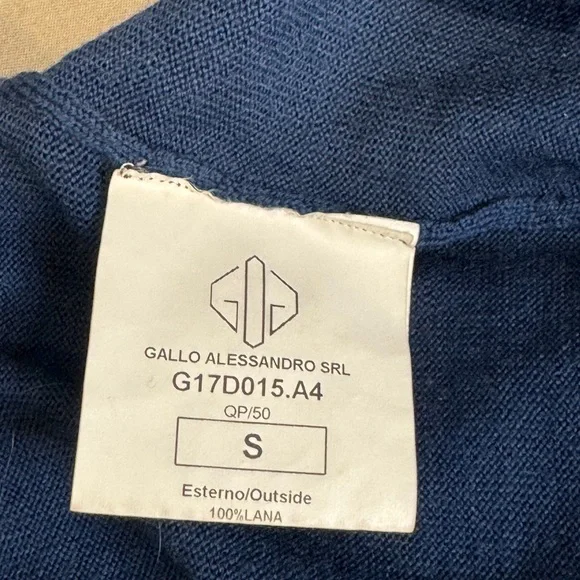 GALLO ALESSANDRO SRL
G17D015.A4
QP/50
S
Esterno/Outside
100%LANA